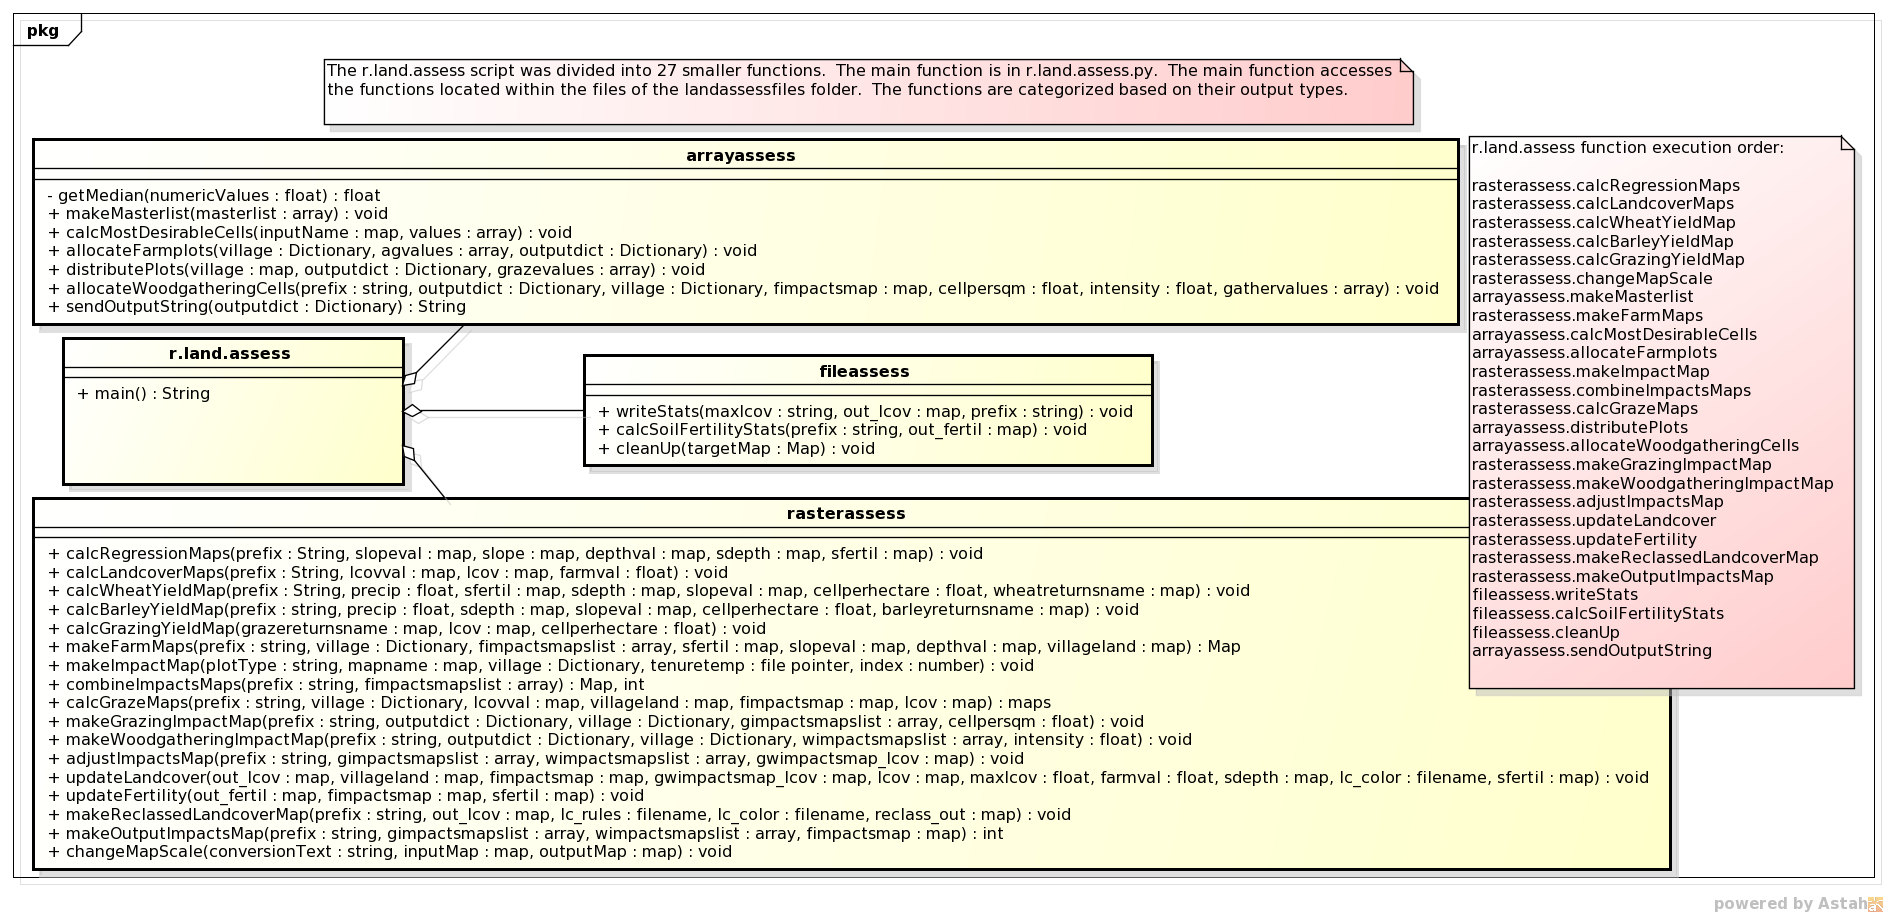 pkg
The r.land.assess script was divided into 27 smaller functions.  The main function is in r.land.assess.py.  The main function accesses
the functions located within the files of the landassessfiles folder.  The functions are categorized based on their output types.
arrayassess
- getMedian(numericValues : float) : float
+ makeMasterlist(masterlist : array) : void
+ calcMostDesirableCells(inputName : map, values : array) : void
+ allocateFarmplots(village : Dictionary, agvalues : array, outputdict : Dictionary) : void
+ distributePlots(village : map, outputdict : Dictionary, grazevalues : array) : void
+ allocateWoodgatheringCells(prefix : string, outputdict : Dictionary, village : Dictionary, fimpactsmap : map, cellpersqm : float, intensity : float, gathervalues : array) : void
+ sendOutputString(outputdict : Dictionary) : String
r.land.assess
+ main() : String
fileassess
+ writeStats(maxlcov : string, out_lcov : map, prefix : string) : void
+ calcSoilFertilityStats(prefix : string, out_fertil : map) : void
+ cleanUp(targetMap : Map) : void
rasterassess
+ calcRegressionMaps(prefix : String, slopeval : map, slope : map, depthval : map, sdepth : map, sfertil : map) : void
+ calcLandcoverMaps(prefix : String, lcovval : map, lcov : map, farmval : float) : void
+ calcWheatYieldMap(prefix : String, precip : float, sfertil : map, sdepth : map, slopeval : map, cellperhectare : float, wheatreturnsname : map) : void
+ calcBarleyYieldMap(prefix : string, precip : float, sdepth : map, slopeval : map, cellperhectare : float, barleyreturnsname : map) : void
+ calcGrazingYieldMap(grazereturnsname : map, lcov : map, cellperhectare : float) : void
+ makeFarmMaps(prefix : string, village : Dictionary, fimpactsmapslist : array, sfertil : map, slopeval : map, depthval : map, villageland : map) : Map
+ makeImpactMap(plotType : string, mapname : map, village : Dictionary, tenuretemp : file pointer, index : number) : void
+ combineImpactsMaps(prefix : string, fimpactsmapslist : array) : Map, int
+ calcGrazeMaps(prefix : string, village : Dictionary, lcovval : map, villageland : map, fimpactsmap : map, lcov : map) : maps
+ makeGrazingImpactMap(prefix : string, outputdict : Dictionary, village : Dictionary, gimpactsmapslist : array, cellpersqm : float) : void
+ makeWoodgatheringImpactMap(prefix : string, outputdict : Dictionary, village : Dictionary, wimpactsmapslist : array, intensity : float) : void
+ adjustImpactsMap(prefix : string, gimpactsmapslist : array, wimpactsmapslist : array, gwimpactsmap_lcov : map) : void
+ updateLandcover(out_lcov : map, villageland : map, fimpactsmap : map, gwimpactsmap_lcov : map, lcov : map, maxlcov : float, farmval : float, sdepth : map, lc_color : filename, sfertil : map) : void
+ updateFertility(out_fertil : map, fimpactsmap : map, sfertil : map) : void
+ makeReclassedLandcoverMap(prefix : string, out_lcov : map, lc_rules : filename, lc_color : filename, reclass_out : map) : void
+ makeOutputImpactsMap(prefix : string, gimpactsmapslist : array, wimpactsmapslist : array, fimpactsmap : map) : int
+ changeMapScale(conversionText : string, inputMap : map, outputMap : map) : void
r.land.assess function execution order:
rasterassess.calcRegressionMaps
rasterassess.calcLandcoverMaps
rasterassess.calcWheatYieldMap
rasterassess.calcBarleyYieldMap
rasterassess.calcGrazingYieldMap
rasterassess.changeMapScale
arrayassess.makeMasterlist
rasterassess.makeFarmMaps
arrayassess.calcMostDesirableCells
arrayassess.allocateFarmplots
rasterassess.makeImpactMap
rasterassess.combineImpactsMaps
rasterassess.calcGrazeMaps
arrayassess.distributePlots
arrayassess.allocateWoodgatheringCells
rasterassess.makeGrazingImpactMap
rasterassess.makeWoodgatheringImpactMap
rasterassess.adjustImpactsMap
rasterassess.updateLandcover
rasterassess.updateFertility
rasterassess.makeReclassedLandcoverMap
rasterassess.makeOutputImpactsMap
fileassess.writeStats
fileassess.calcSoilFertilityStats
fileassess.cleanUp
arrayassess.sendOutputString
powered by Astah